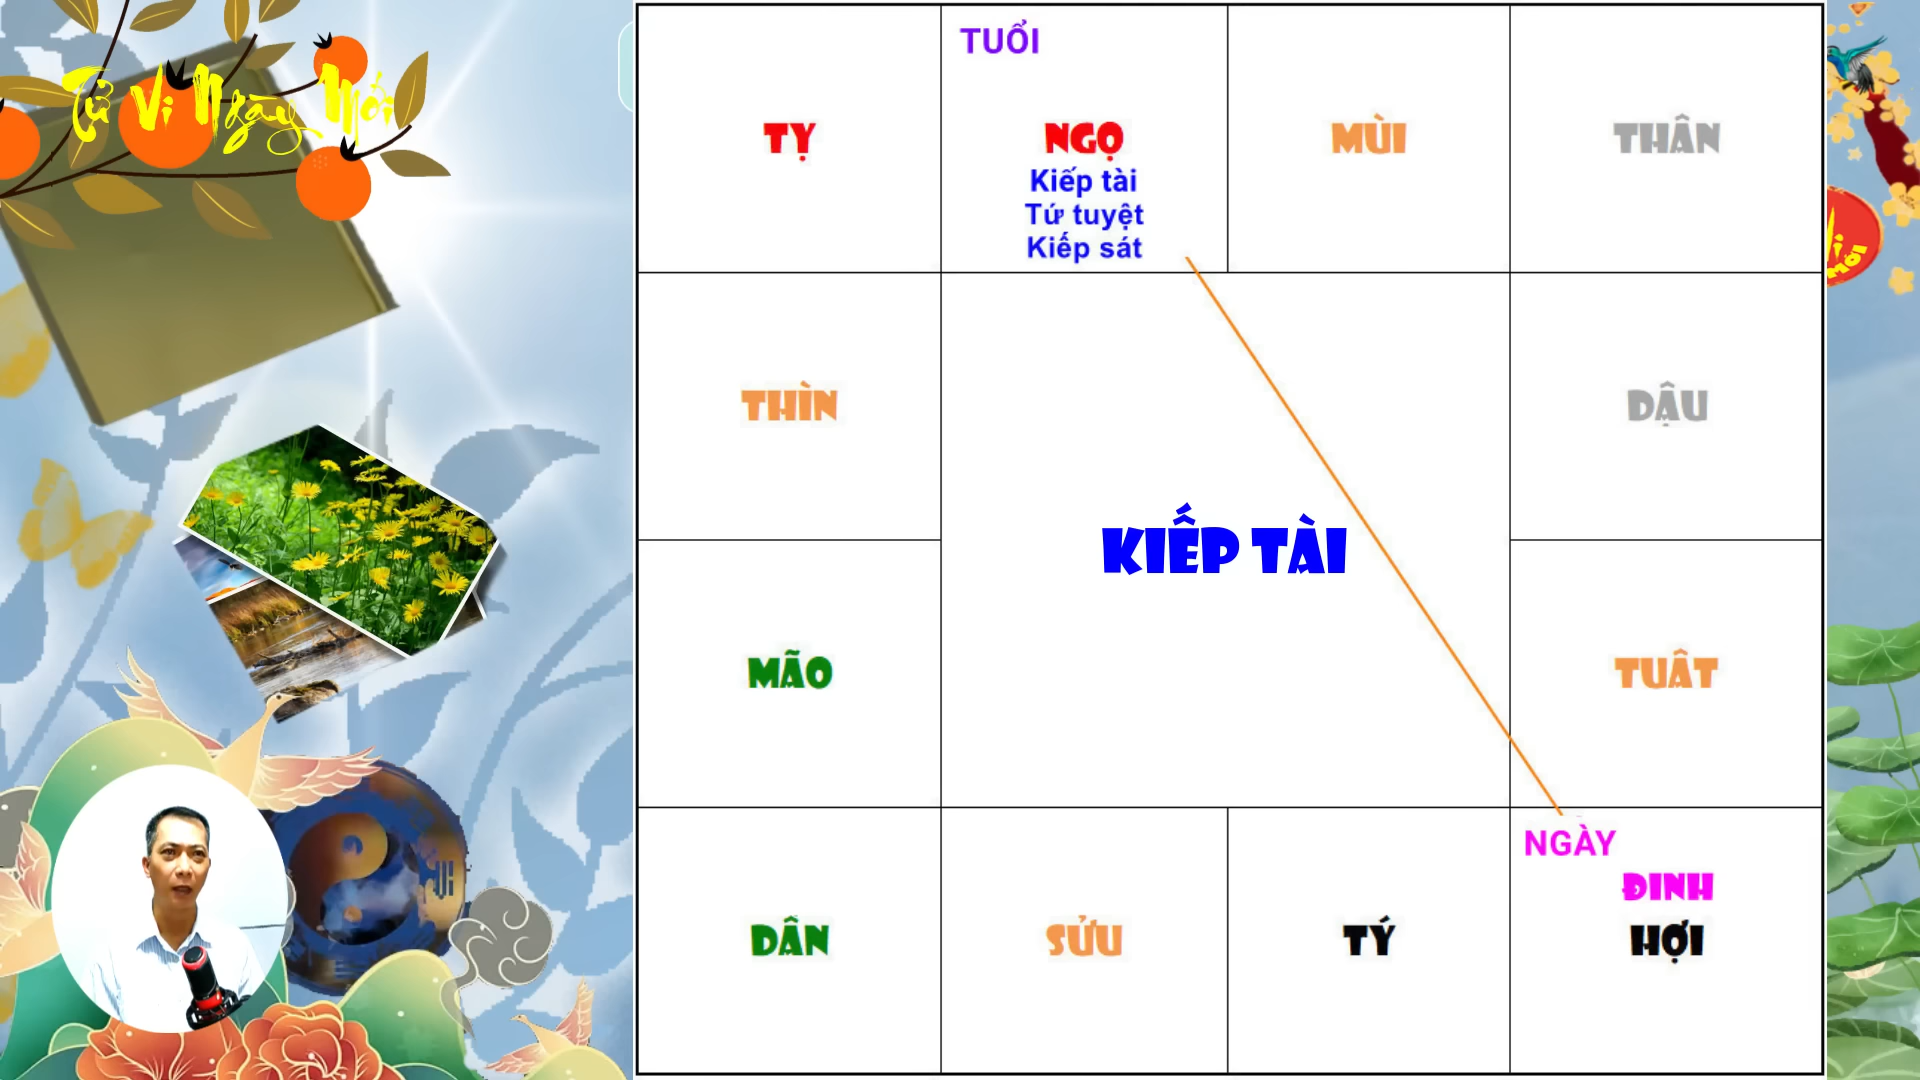 Tử Vi Ngày Mới
TUỔI
TỴ
NGỌ
Kiếp tài
Tứ tuyệt
Kiếp sát
MÙI
THÂN
THÌN
DẬU
KIẾP TÀI
MÃO
TUẤT
NGÀY
ĐINH
HỢI
DẦN
SỬU
TÝ